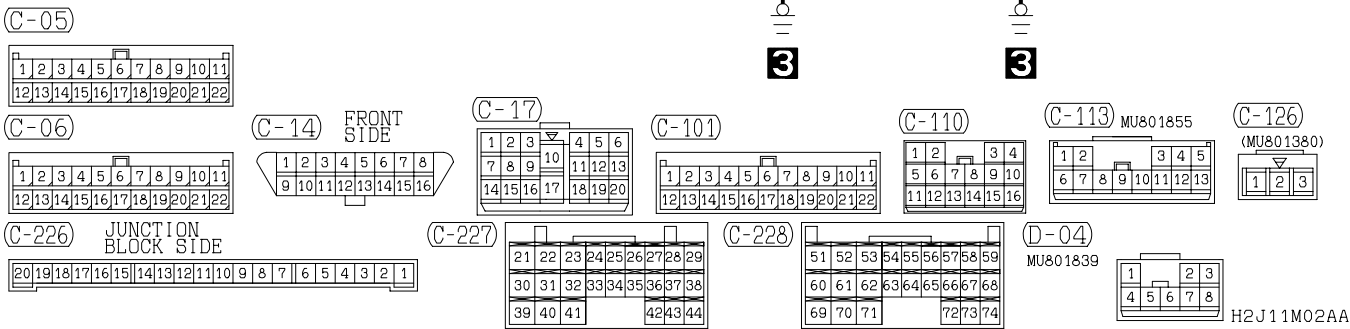 (C-05)
3 3
1 2 3 4 5 6 7 8 9 10 11
12 13 14 15 16 17 18 19 20 21 22
(C-06)
1 2 3 4 5 6 7 8 9 10 11
12 13 14 15 16 17 18 19 20 21 22
(C-14) FRONT
SIDE
1 2 3 4 5 6 7 8
9 10 11 12 13 14 15 16
(C-17)
1 2 3 4 5 6
7 8 9 10 11 12 13
14 15 16 17 18 19 20
(C-101)
1 2 3 4 5 6 7 8 9 10 11
12 13 14 15 16 17 18 19 20 21 22
(C-110)
1 2 3 4
5 6 7 8 9 10
11 12 13 14 15 16
(C-113) MU801855
1 2 3 4 5
6 7 8 9 10 11 12 13
(C-126)
(MU801380)
1 2 3
(C-226) JUNCTION
BLOCK SIDE
20 19 18 17 16 15 14 13 12 11 10 9 8 7 6 5 4 3 2 1
(C-227)
21 22 23 24 25 26 27 28 29
30 31 32 33 34 35 36 37 38
39 40 41 42 43 44
(C-228)
51 52 53 54 55 56 57 58 59
60 61 62 63 64 65 66 67 68
69 70 71 72 73 74
(D-04)
MU801839
1 2 3
4 5 6 7 8
H2J11M02AA